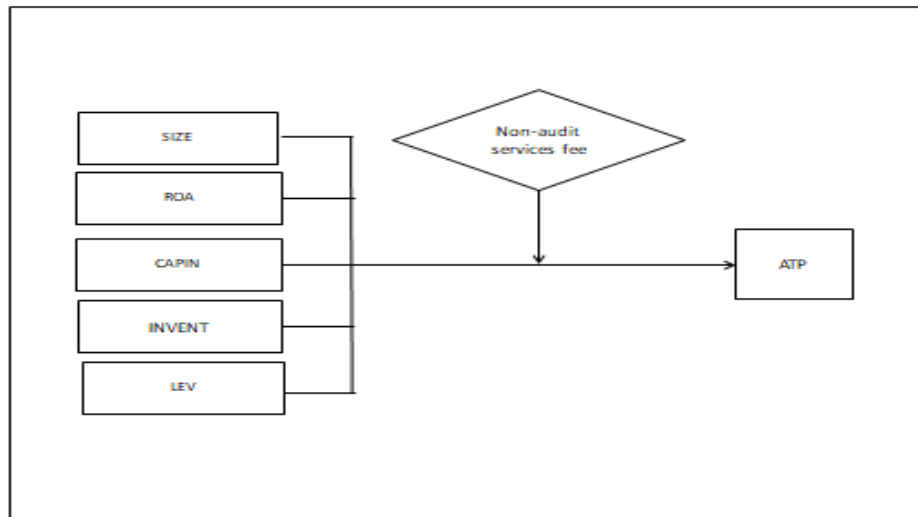 SIZE
Non-audit
services fee
ROA
CAPIN
ATP
INVENT
LEV